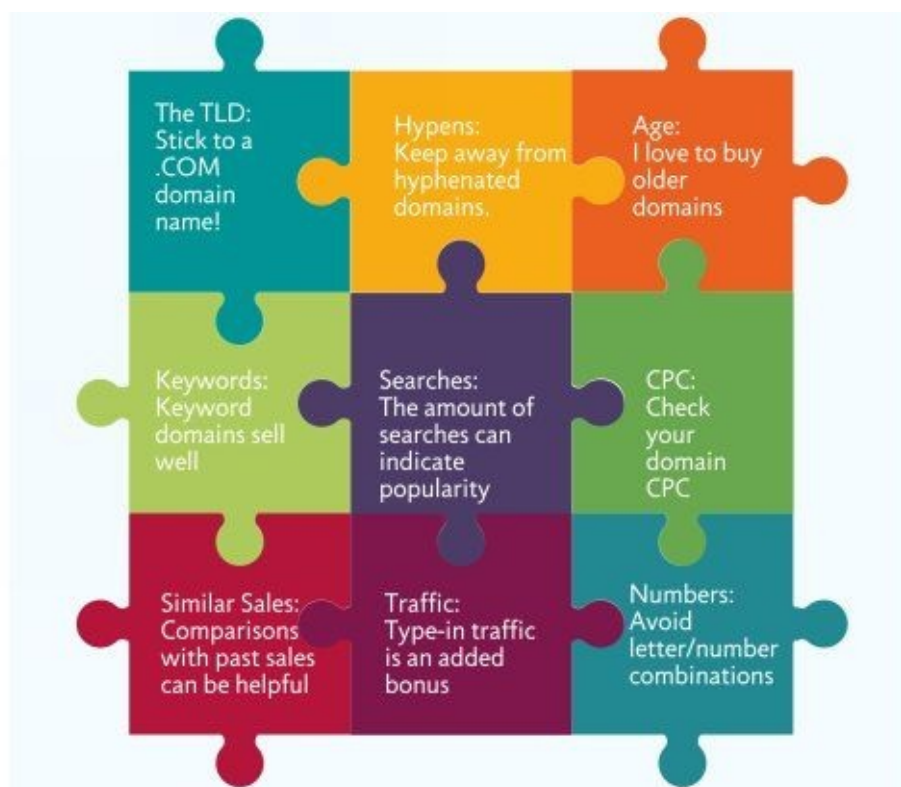 The TLD:
Stick to a
.COM
domain
name!
Hypens:
Keep away from
hyphenated
domains.
Age:
I love to buy
older
domains
Keywords:
Keyword
domains sell
well
Searches:
The amount of
searches can
indicate
popularity
CPC:
Check
your
domain
CPC
Similar Sales:
Comparisons
with past sales
can be helpful
Traffic:
Type-in traffic
is an added
bonus
Numbers:
Avoid
letter/number
combinations